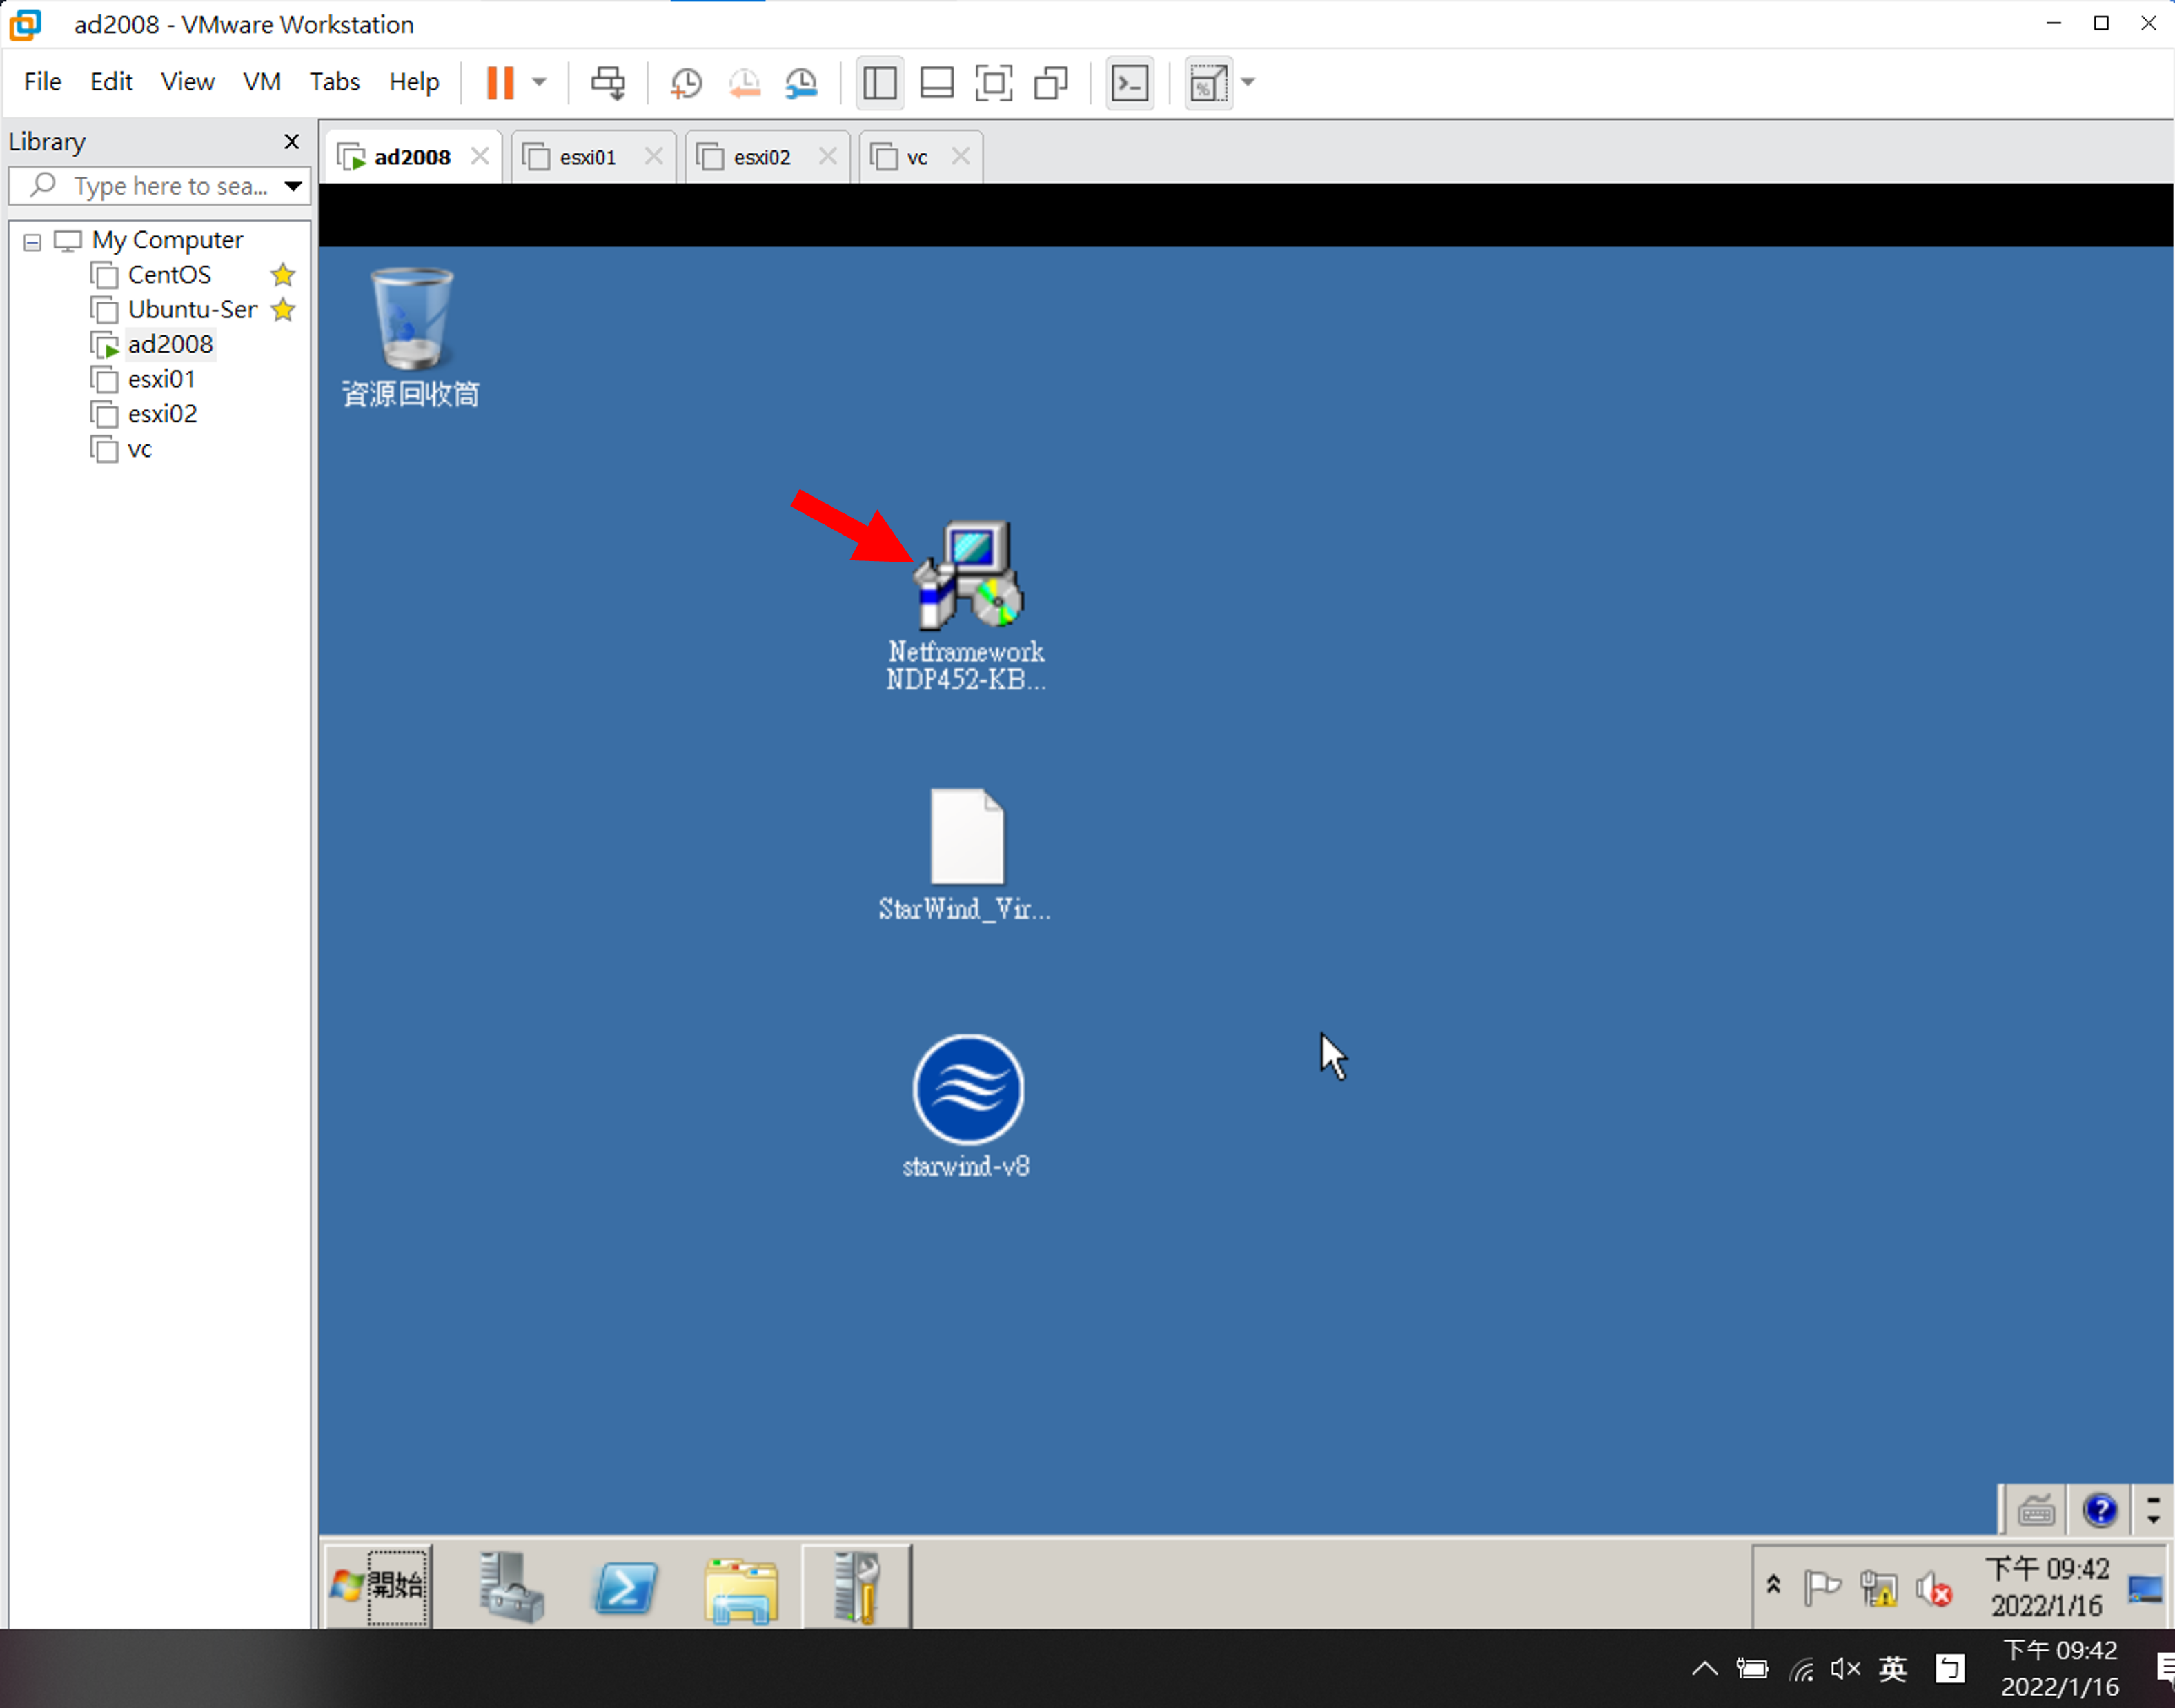 ad2008 - VMware Workstation
File Edit View VM Tabs Help
Library
Type here to sea...
ad2008 esxi01 esxi02 vc
My Computer
CentOS
Ubuntu-Ser
ad2008
esxi01
esxi02
vc
資源回收筒
Netframework
NDP452-KB...
StarWind_Vir...
starwind-v8
開始
下午 09:42
2022/1/16
英
下午 09:42
2022/1/16